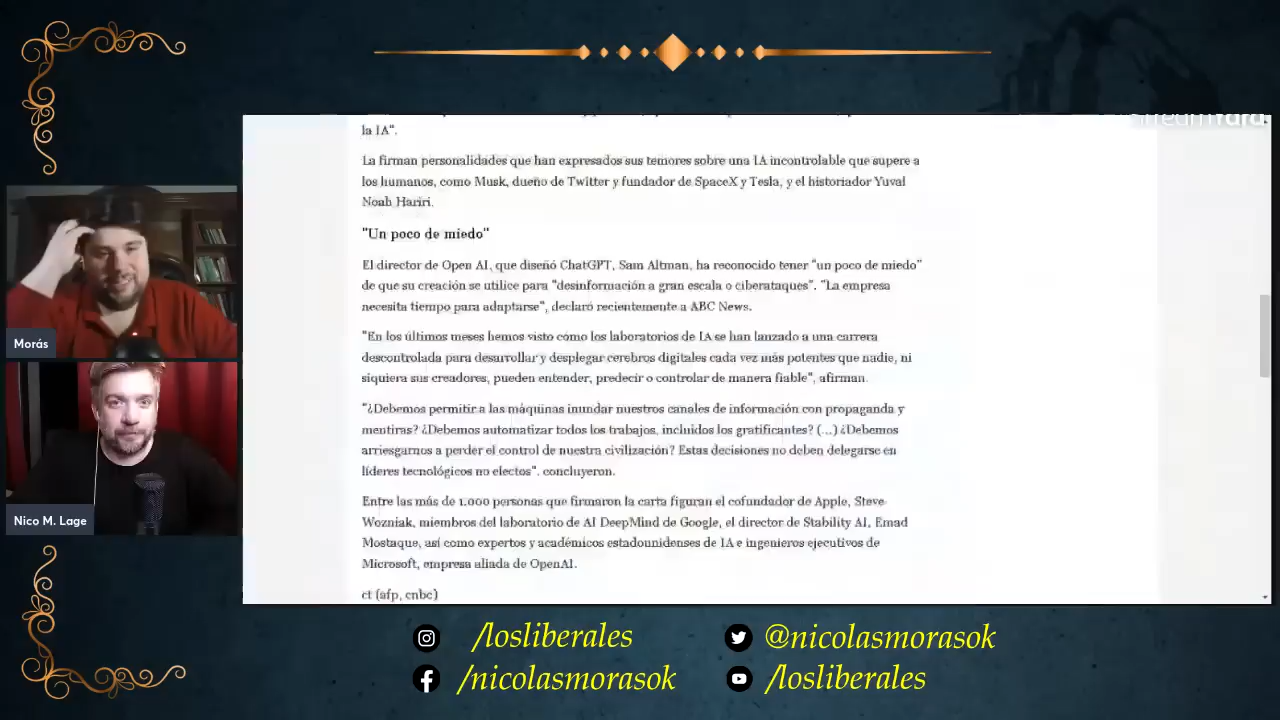 StreamYard
la IA".
La firman personalidades que han expresados sus temores sobre una IA incontrolable que supere a
los humanos, como Musk, dueño de Twitter y fundador de SpaceX y Tesla, y el historiador Yuval
Noah Hariri.
"Un poco de miedo"
El director de Open AI, que diseñó ChatGPT, Sam Altman, ha reconocido tener "un poco de miedo"
de que su creación se utilice para "desinformación a gran escala o ciberataques". "La empresa
necesita tiempo para adaptarse", declaró recientemente a ABC News.
"En los últimos meses hemos visto cómo los laboratorios de IA se han lanzado a una carrera
descontrolada para desarrollar y desplegar cerebros digitales cada vez más potentes que nadie, ni
siquiera sus creadores, pueden entender, predecir o controlar de manera fiable", afirman.
"¿Debemos permitir a las máquinas inundar nuestros canales de información con propaganda y
mentiras? ¿Debemos automatizar todos los trabajos, incluidos los gratificantes? (...) ¿Debemos
arriesgarnos a perder el control de nuestra civilización? Estas decisiones no deben delegarse en
líderes tecnológicos no electos", concluyeron.
Entre las más de 1.000 personas que firmaron la carta figuran el cofundador de Apple, Steve
Wozniak, miembros del laboratorio de AI DeepMind de Google, el director de Stability AI, Emad
Mostaque, así como expertos y académicos estadounidenses de IA e ingenieros ejecutivos de
Microsoft, empresa aliada de OpenAI.
ct (afp, cnbc)
Morás
Nico M. Lage
/losliberales
@nicolasmorasok
/nicolasmorasok
/losliberales